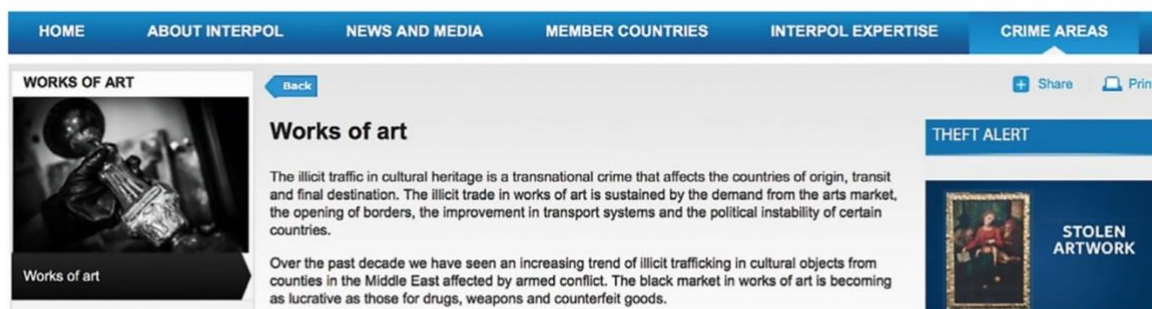 HOME ABOUT INTERPOL NEWS AND MEDIA MEMBER COUNTRIES INTERPOL EXPERTISE CRIME AREAS
WORKS OF ART
Back
Share Prin
Works of art
THEFT ALERT
The illicit traffic in cultural heritage is a transnational crime that affects the countries of origin, transit
and final destination. The illicit trade in works of art is sustained by the demand from the arts market,
the opening of borders, the improvement in transport systems and the political instability of certain
countries.
STOLEN
ARTWORK
Works of art
Over the past decade we have seen an increasing trend of illicit trafficking in cultural objects from
counties in the Middle East affected by armed conflict. The black market in works of art is becoming
as lucrative as those for drugs, weapons and counterfeit goods.